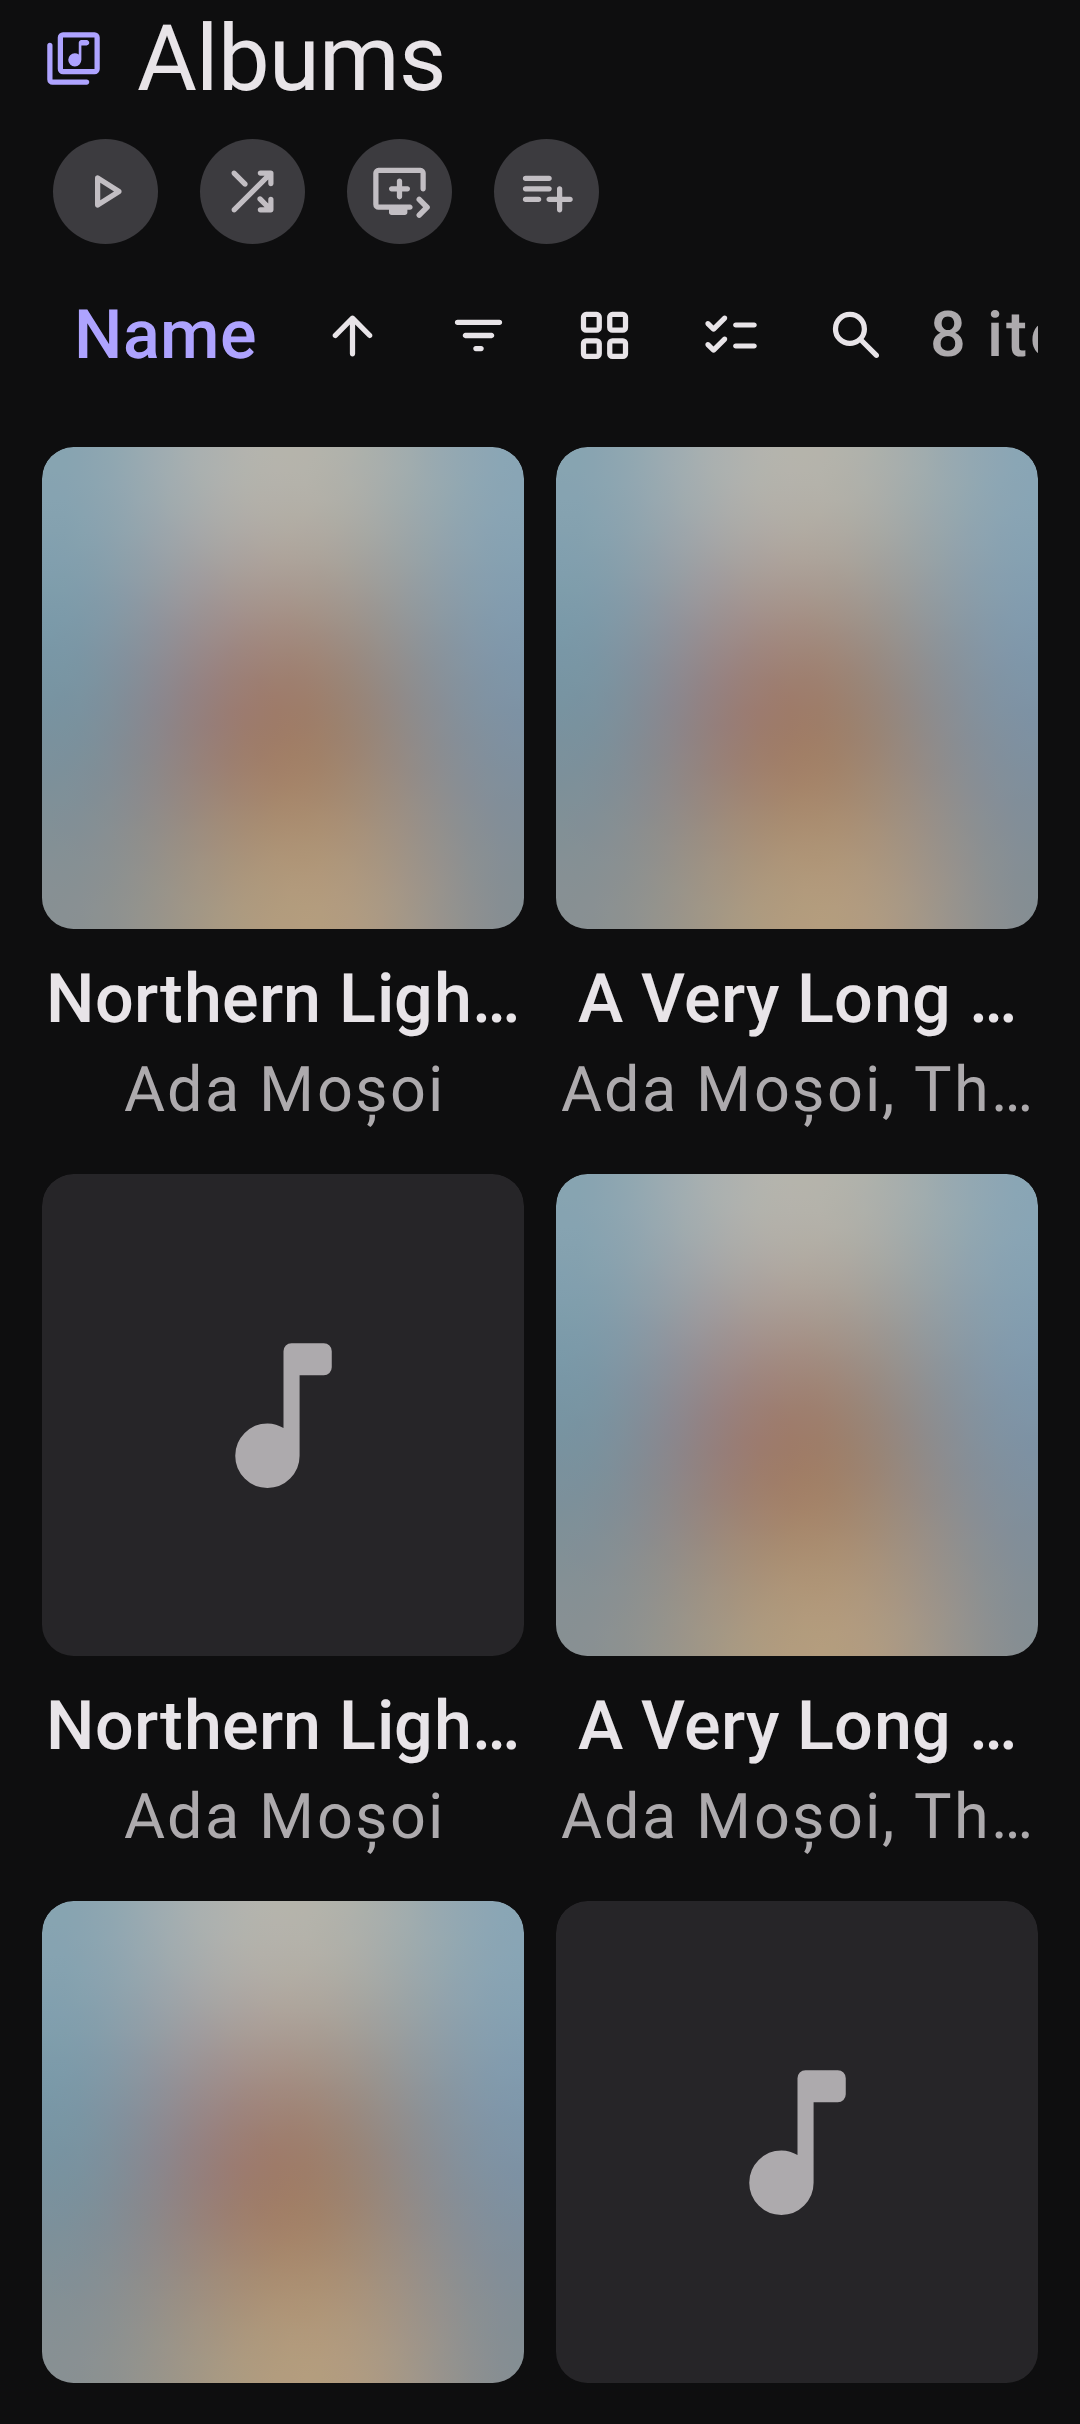 Albums
Name 8 it
Northern Ligh… A Very Long …
Ada Moșoi Ada Moșoi, Th…
Northern Ligh… A Very Long …
Ada Moșoi Ada Moșoi, Th…